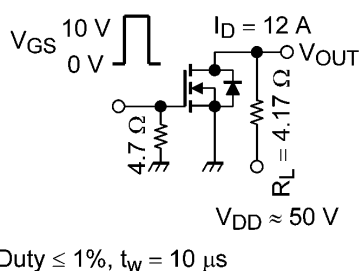 V_GS 10 V
0 V
I_D = 12 A
V_OUT
4.7 Ω
R_L = 4.17 Ω
V_DD ≈ 50 V
Duty ≤ 1%, t_w = 10 μs